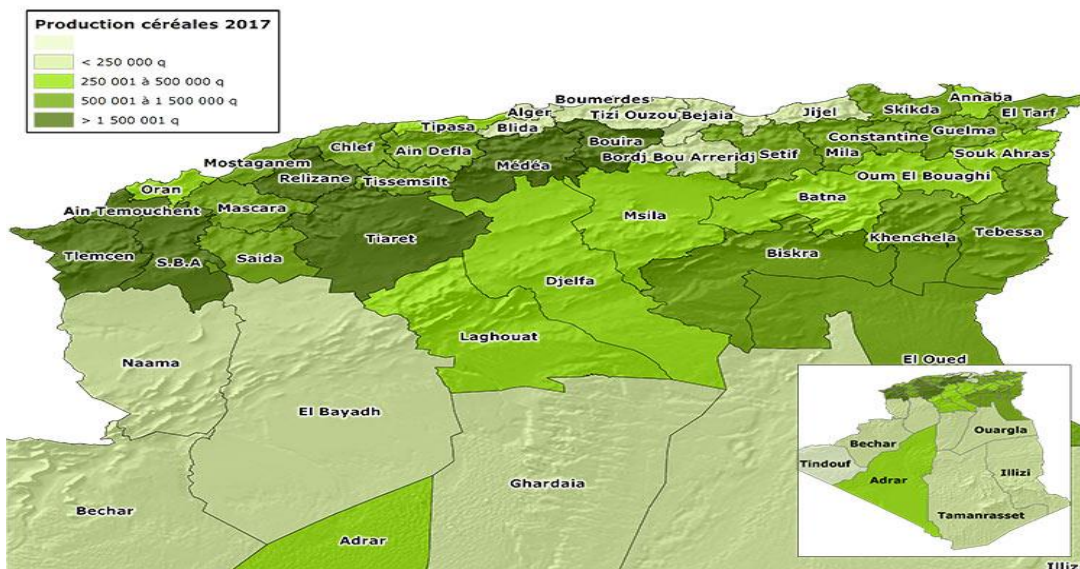 Production céréales 2017
< 250 000 q
250 001 à 500 000 q
500 001 à 1 500 000 q
> 1 500 001 q
Boumerdes
Alger
Tizi Ouzou
Bejaia
Jijel
Skikda
Annaba
El Tarf
Tipasa
Blida
Bouira
Constantine
Guelma
Chlef
Ain Defla
Médéa
Bordj Bou Arreridj
Setif
Mila
Souk Ahras
Mostaganem
Relizane
Tissemsilt
Oum El Bouaghi
Oran
Batna
Ain Temouchent
Mascara
Msila
Tiaret
Khenchela
Tebessa
Tlemcen
S.B.A
Saida
Biskra
Djelfa
Laghouat
Naama
El Oued
El Bayadh
Ghardaia
Bechar
Adrar
Illiz
Ouargla
Bechar
Tindouf
Illizi
Adrar
Tamanrasset